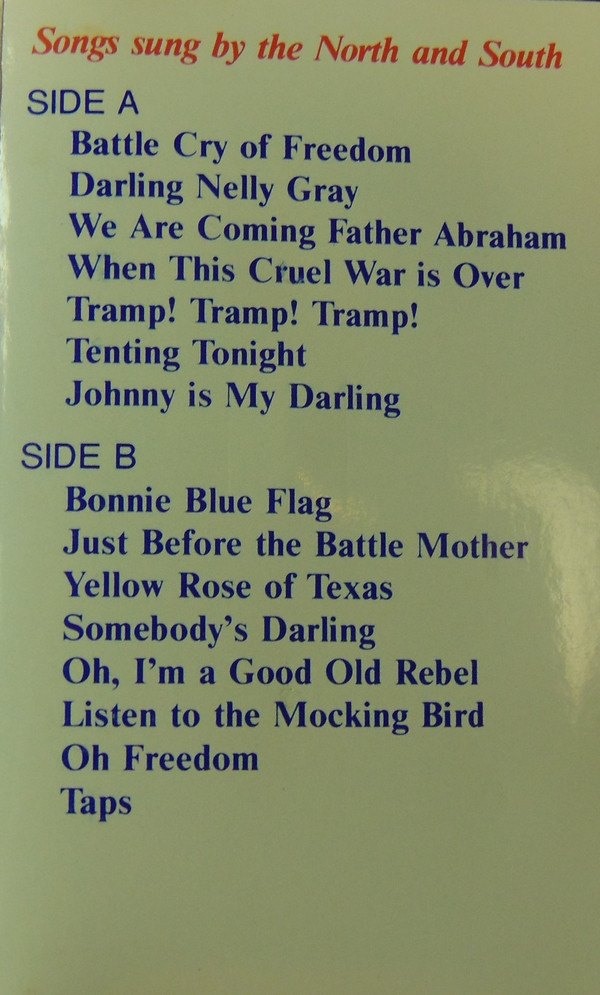 Songs sung by the North and South
SIDE A
Battle Cry of Freedom
Darling Nelly Gray
We Are Coming Father Abraham
When This Cruel War is Over
Tramp! Tramp! Tramp!
Tenting Tonight
Johnny is My Darling
SIDE B
Bonnie Blue Flag
Just Before the Battle Mother
Yellow Rose of Texas
Somebody's Darling
Oh, I'm a Good Old Rebel
Listen to the Mocking Bird
Oh Freedom
Taps